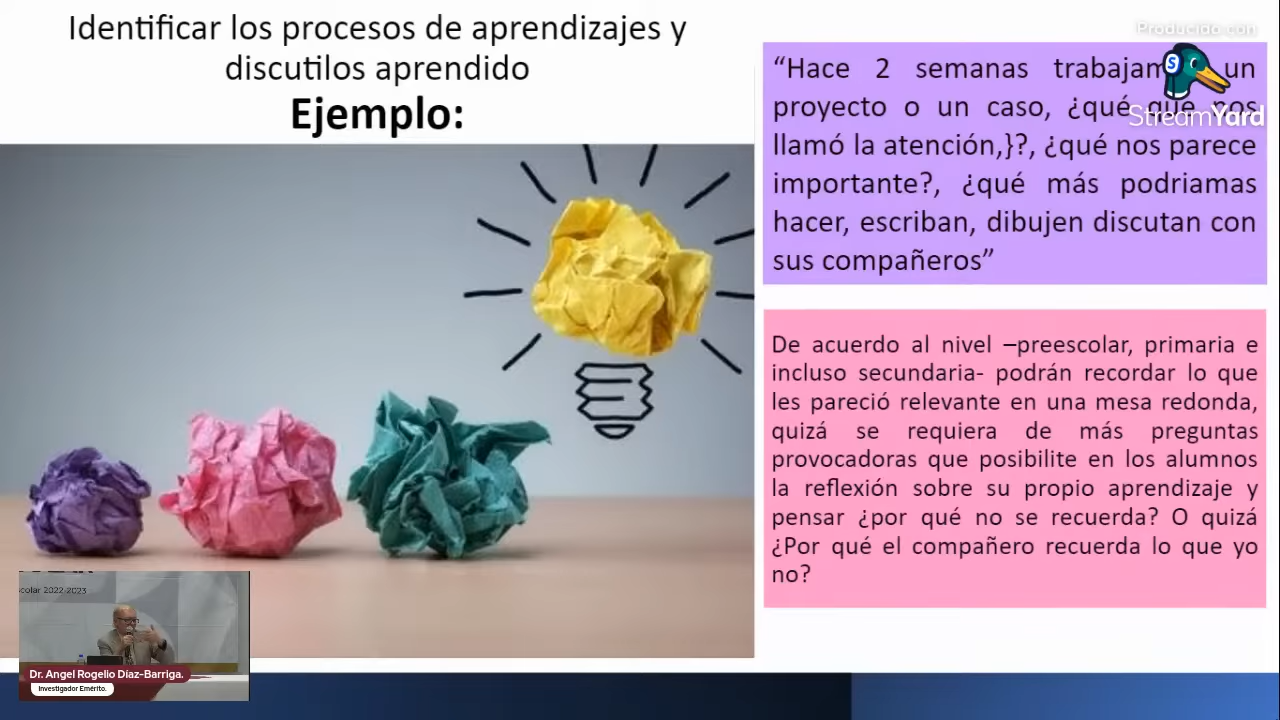 Identificar los procesos de aprendizajes y
discutilos aprendido
Ejemplo:
Producido con
StreamYard
“Hace 2 semanas un
proyecto o un caso, ¿qué que nos
llamó la atención,}?, ¿qué nos parece
importante?, ¿qué más podriamas
hacer, escriban, dibujen discutan con
sus compañeros”
De acuerdo al nivel –preescolar, primaria e
incluso secundaria- podrán recordar lo que
les pareció relevante en una mesa redonda,
quizá se requiera de más preguntas
provocadoras que posibilite en los alumnos
la reflexión sobre su propio aprendizaje y
pensar ¿por qué no se recuerda? O quizá
¿Por qué el compañero recuerda lo que yo
no?
scolar 2022-2023
Dr. Angel Rogelio Díaz-Barriga.
Investigador Emérito.